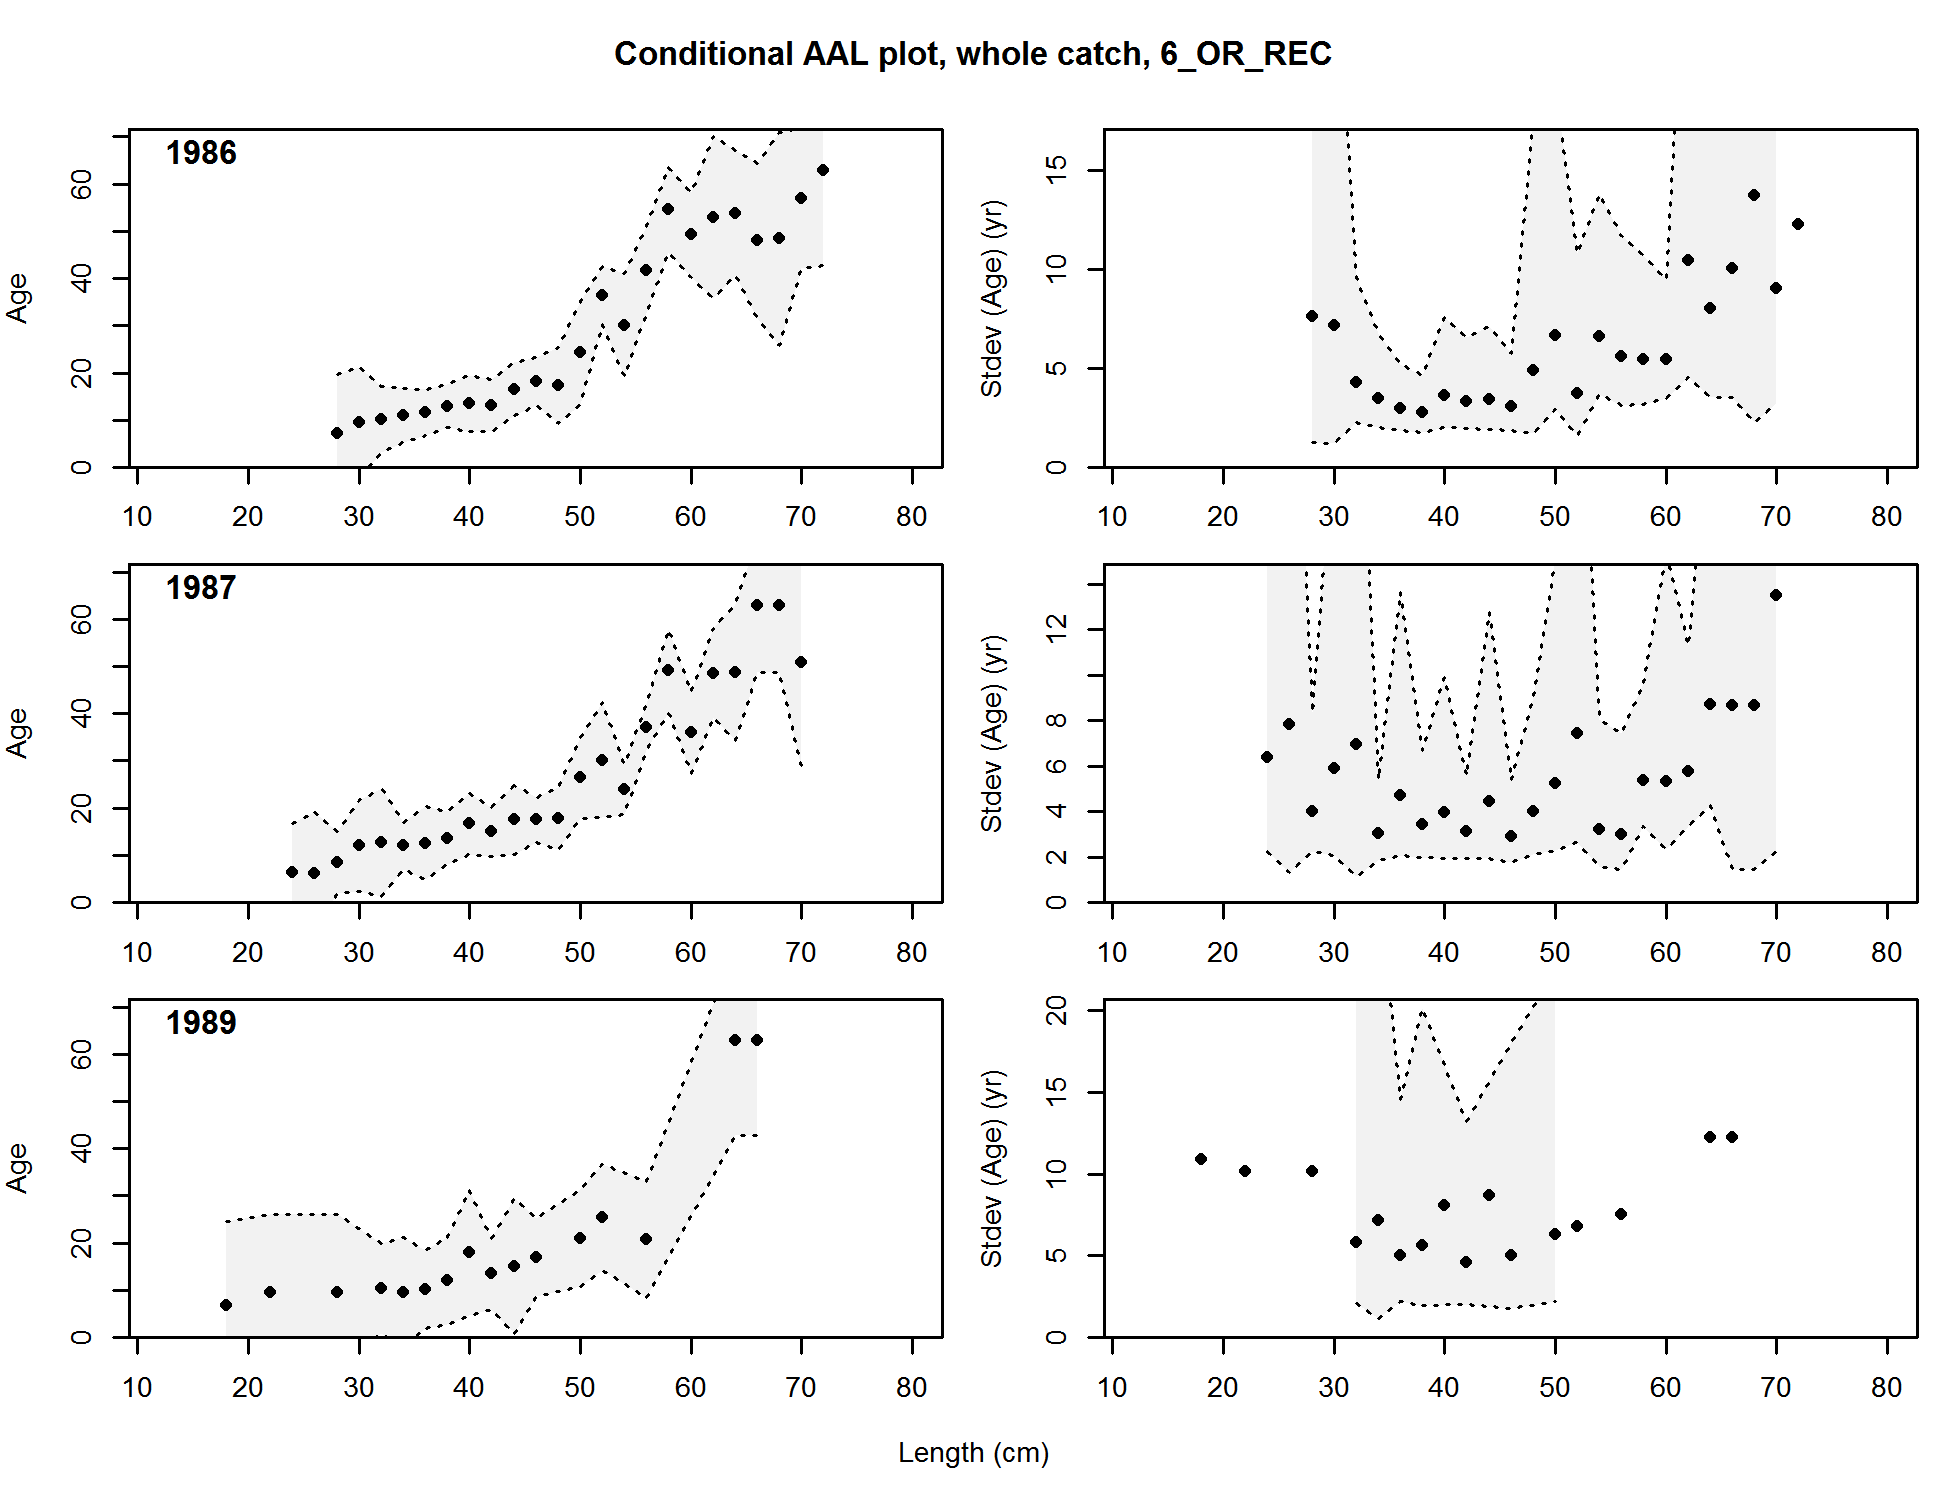 Conditional AAL plot, whole catch, 6_OR_REC
1986
Age
0 20 40 60
10 20 30 40 50 60 70 80
Stdev (Age) (yr)
0 5 10 15
10 20 30 40 50 60 70 80
1987
Age
0 20 40 60
10 20 30 40 50 60 70 80
Stdev (Age) (yr)
0 2 4 6 8 12
10 20 30 40 50 60 70 80
1989
Age
0 20 40 60
10 20 30 40 50 60 70 80
Stdev (Age) (yr)
0 5 10 15 20
10 20 30 40 50 60 70 80
Length (cm)